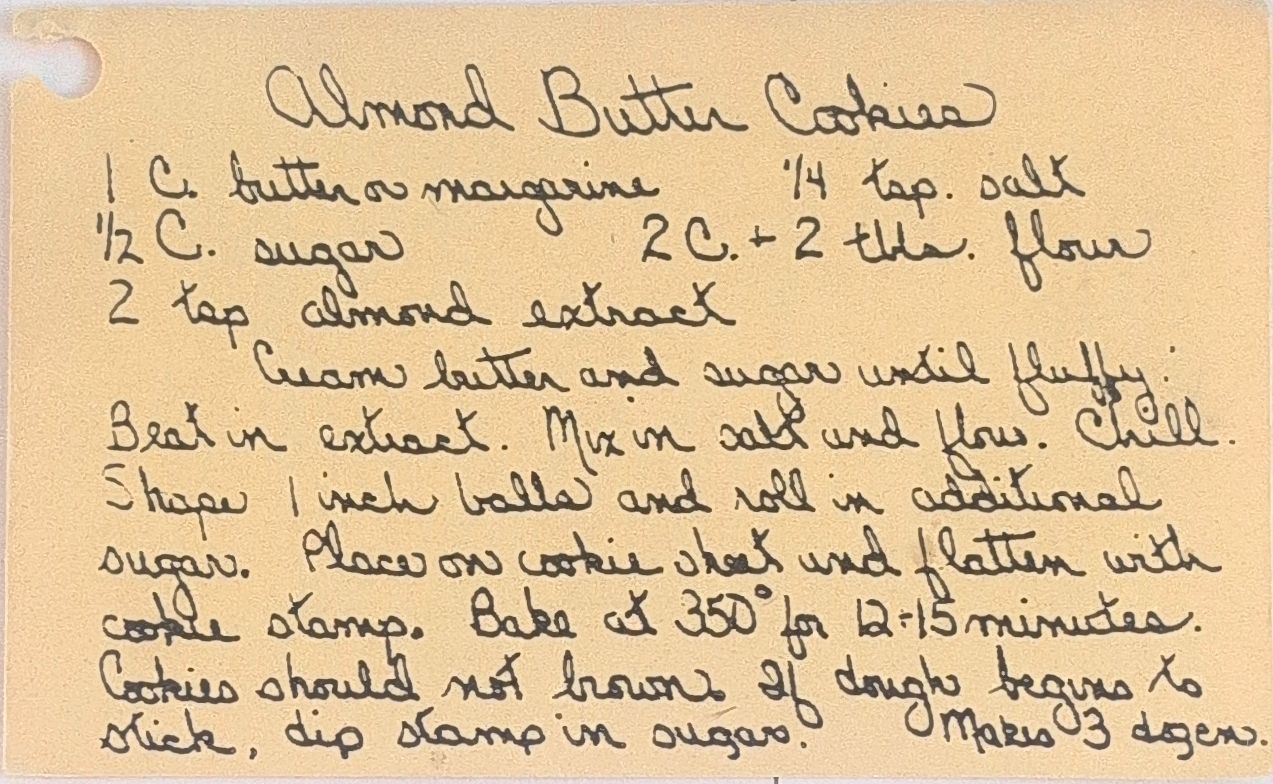 Almond Butter Cookies
1 C. butter or margarine 1/4 tsp. salt
1/2 C. sugar 2 C. + 2 tbls. flour
2 tsp almond extract
Cream butter and sugar until fluffy.
Beat in extract. Mix in salt and flour. Chill.
Shape 1 inch balls and roll in additional
sugar. Place on cookie sheet and flatten with
cookie stamp. Bake at 350° for 12-15 minutes.
Cookies should not brown. If dough begins to
stick, dip stamp in sugar. Makes 3 dozen.